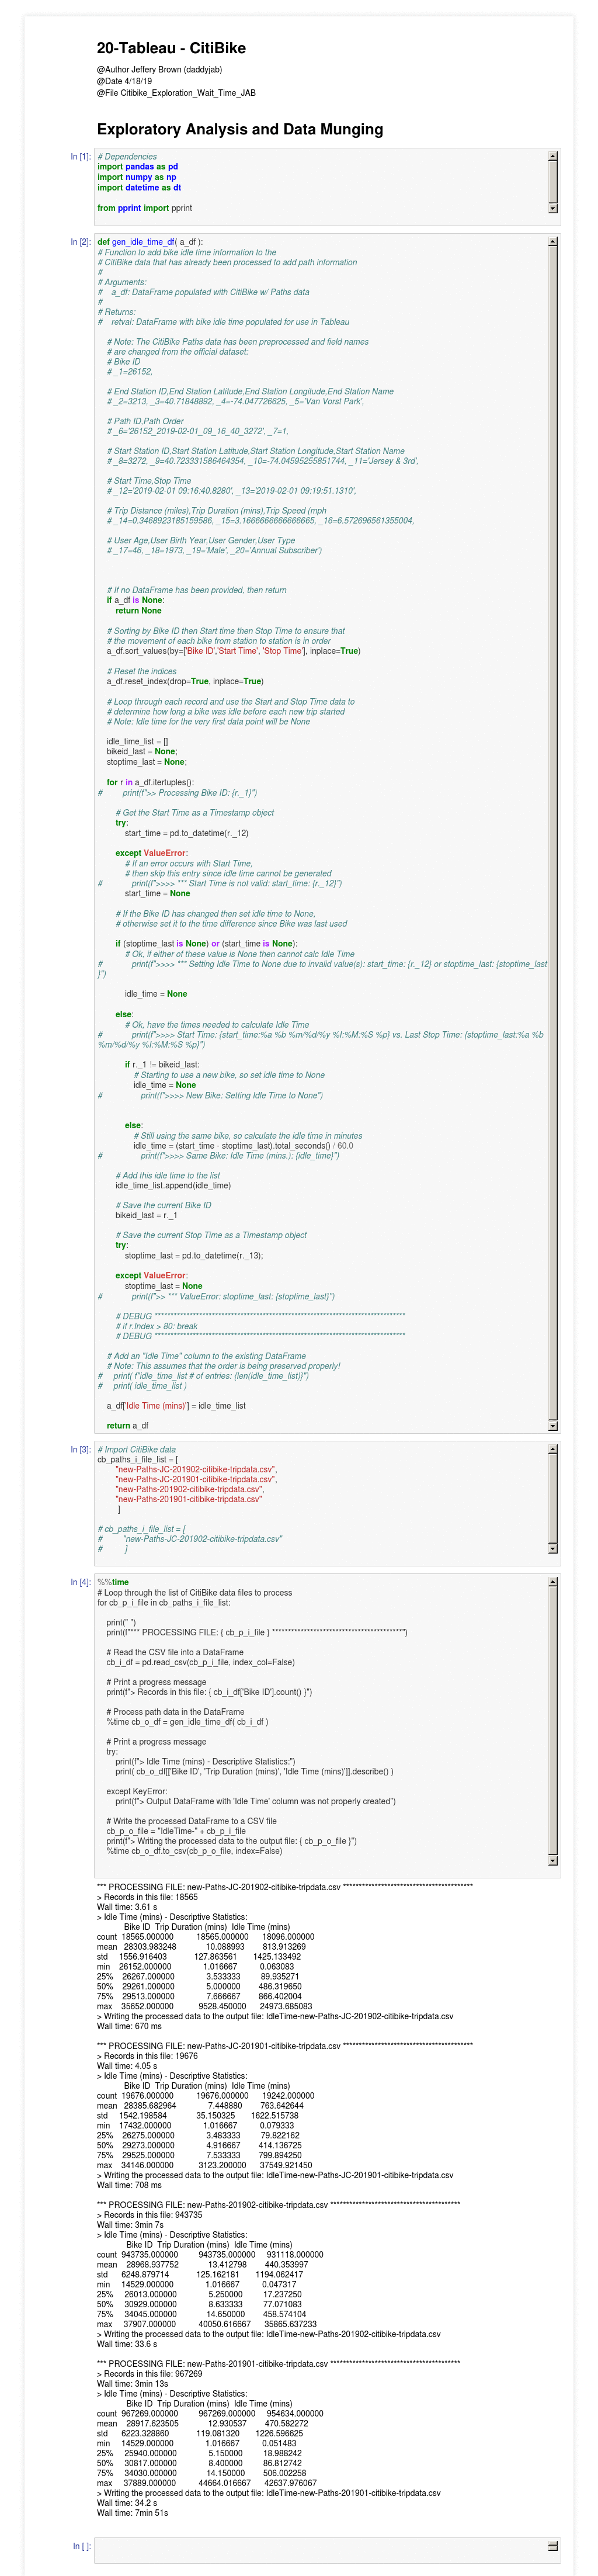 20-Tableau - CitiBike
@Author Jeffery Brown (daddyjab)
@Date 4/18/19
@File Citibike_Exploration_Wait_Time_JAB
Exploratory Analysis and Data Munging
In [1]:
# Dependencies
import pandas as pd
import numpy as np
import datetime as dt
from pprint import pprint
In [2]:
def gen_idle_time_df( a_df ):
# Function to add bike idle time information to the
# CitiBike data that has already been processed to add path information
#
# Arguments:
#    a_df: DataFrame populated with CitiBike w/ Paths data
#
# Returns:
#    retval: DataFrame with bike idle time populated for use in Tableau
    # Note: The CitiBike Paths data has been preprocessed and field names
    # are changed from the official dataset:
    # Bike ID
    # _1=26152,
    # End Station ID,End Station Latitude,End Station Longitude,End Station Name
    # _2=3213, _3=40.71848892, _4=-74.047726625, _5='Van Vorst Park',
    # Path ID,Path Order
    # _6='26152_2019-02-01_09_16_40_3272', _7=1,
    # Start Station ID,Start Station Latitude,Start Station Longitude,Start Station Name
    # _8=3272, _9=40.723331586464354, _10=-74.04595255851744, _11='Jersey & 3rd',
    # Start Time,Stop Time
    # _12='2019-02-01 09:16:40.8280', _13='2019-02-01 09:19:51.1310',
    # Trip Distance (miles),Trip Duration (mins),Trip Speed (mph
    # _14=0.3468923185159586, _15=3.1666666666666665, _16=6.572696561355004,
    # User Age,User Birth Year,User Gender,User Type
    # _17=46, _18=1973, _19='Male', _20='Annual Subscriber')
    # If no DataFrame has been provided, then return
    if a_df is None:
        return None
    # Sorting by Bike ID then Start time then Stop Time to ensure that
    # the movement of each bike from station to station is in order
    a_df.sort_values(by=['Bike ID','Start Time', 'Stop Time'], inplace=True)
    # Reset the indices
    a_df.reset_index(drop=True, inplace=True)
    # Loop through each record and use the Start and Stop Time data to
    # determine how long a bike was idle before each new trip started
    # Note: Idle time for the very first data point will be None
    idle_time_list = []
    bikeid_last = None;
    stoptime_last = None;
    for r in a_df.itertuples():
#         print(f">> Processing Bike ID: {r._1}")
        # Get the Start Time as a Timestamp object
        try:
            start_time = pd.to_datetime(r._12)
        except ValueError:
            # If an error occurs with Start Time,
            # then skip this entry since idle time cannot be generated
#             print(f">>>> *** Start Time is not valid: start_time: {r._12}")
            start_time = None
        # If the Bike ID has changed then set idle time to None,
        # otherwise set it to the time difference since Bike was last used
        if (stoptime_last is None) or (start_time is None):
            # Ok, if either of these value is None then cannot calc Idle Time
#             print(f">>>> *** Setting Idle Time to None due to invalid value(s): start_time: {r._12} or stoptime_last: {stoptime_last
}")
            idle_time = None
        else:
            # Ok, have the times needed to calculate Idle Time
#             print(f">>>> Start Time: {start_time:%a %b %m/%d/%y %I:%M:%S %p} vs. Last Stop Time: {stoptime_last:%a %b
%m/%d/%y %I:%M:%S %p}")
            if r._1 != bikeid_last:
                # Starting to use a new bike, so set idle time to None
                idle_time = None
#                 print(f">>>> New Bike: Setting Idle Time to None")
            else:
                # Still using the same bike, so calculate the idle time in minutes
                idle_time = (start_time - stoptime_last).total_seconds() / 60.0
#                 print(f">>>> Same Bike: Idle Time (mins.): {idle_time}")
        # Add this idle time to the list
        idle_time_list.append(idle_time)
        # Save the current Bike ID
        bikeid_last = r._1
        # Save the current Stop Time as a Timestamp object
        try:
            stoptime_last = pd.to_datetime(r._13);
        except ValueError:
            stoptime_last = None
#             print(f">> *** ValueError: stoptime_last: {stoptime_last}")
        # DEBUG ******************************************************************************
        # if r.Index > 80: break
        # DEBUG ******************************************************************************
    # Add an "Idle Time" column to the existing DataFrame
    # Note: This assumes that the order is being preserved properly!
#     print( f"idle_time_list # of entries: {len(idle_time_list)}")
#     print( idle_time_list )
    a_df['Idle Time (mins)'] = idle_time_list
    return a_df
In [3]:
# Import CitiBike data
cb_paths_i_file_list = [
        "new-Paths-JC-201902-citibike-tripdata.csv",
        "new-Paths-JC-201901-citibike-tripdata.csv",
        "new-Paths-201902-citibike-tripdata.csv",
        "new-Paths-201901-citibike-tripdata.csv"
        ]
# cb_paths_i_file_list = [
#         "new-Paths-JC-201902-citibike-tripdata.csv"
#         ]
In [4]:
%%time
# Loop through the list of CitiBike data files to process
for cb_p_i_file in cb_paths_i_file_list:
    print(" ")
    print(f"*** PROCESSING FILE: { cb_p_i_file } *****************************************")
    # Read the CSV file into a DataFrame
    cb_i_df = pd.read_csv(cb_p_i_file, index_col=False)
    # Print a progress message
    print(f"> Records in this file: { cb_i_df['Bike ID'].count() }")
    # Process path data in the DataFrame
    %time cb_o_df = gen_idle_time_df( cb_i_df )
    # Print a progress message
    try:
        print(f"> Idle Time (mins) - Descriptive Statistics:")
        print( cb_o_df[['Bike ID', 'Trip Duration (mins)', 'Idle Time (mins)']].describe() )
    except KeyError:
        print(f"> Output DataFrame with 'Idle Time' column was not properly created")
    # Write the processed DataFrame to a CSV file
    cb_p_o_file = "IdleTime-" + cb_p_i_file
    print(f"> Writing the processed data to the output file: { cb_p_o_file }")
    %time cb_o_df.to_csv(cb_p_o_file, index=False)
*** PROCESSING FILE: new-Paths-JC-201902-citibike-tripdata.csv *****************************************
> Records in this file: 18565
Wall time: 3.61 s
> Idle Time (mins) - Descriptive Statistics:
Bike ID  Trip Duration (mins)  Idle Time (mins)
count  18565.000000  18565.000000  18096.000000
mean  28303.983248  10.088993  813.913269
std  1556.916403  127.863561  1425.133492
min  26152.000000  1.016667  0.063083
25%  26267.000000  3.533333  89.935271
50%  29261.000000  5.000000  486.319650
75%  29513.000000  7.666667  866.402004
max  35652.000000  9528.450000  24973.685083
> Writing the processed data to the output file: IdleTime-new-Paths-JC-201902-citibike-tripdata.csv
Wall time: 670 ms
*** PROCESSING FILE: new-Paths-JC-201901-citibike-tripdata.csv *****************************************
> Records in this file: 19676
Wall time: 4.05 s
> Idle Time (mins) - Descriptive Statistics:
Bike ID  Trip Duration (mins)  Idle Time (mins)
count  19676.000000  19676.000000  19242.000000
mean  28385.682964  7.448880  763.642644
std  1542.198584  35.150325  1622.515738
min  17432.000000  1.016667  0.079333
25%  26275.000000  3.483333  79.822162
50%  29273.000000  4.916667  414.136725
75%  29525.000000  7.533333  799.894250
max  34146.000000  3123.200000  37549.921450
> Writing the processed data to the output file: IdleTime-new-Paths-JC-201901-citibike-tripdata.csv
Wall time: 708 ms
*** PROCESSING FILE: new-Paths-201902-citibike-tripdata.csv *****************************************
> Records in this file: 943735
Wall time: 3min 7s
> Idle Time (mins) - Descriptive Statistics:
Bike ID  Trip Duration (mins)  Idle Time (mins)
count  943735.000000  943735.000000  931118.000000
mean  28968.937752  13.412798  440.353997
std  6248.879714  125.162181  1194.062417
min  14529.000000  1.016667  0.047317
25%  26013.000000  5.250000  17.237250
50%  30929.000000  8.633333  77.071083
75%  34045.000000  14.650000  458.574104
max  37907.000000  40050.616667  35865.637233
> Writing the processed data to the output file: IdleTime-new-Paths-201902-citibike-tripdata.csv
Wall time: 33.6 s
*** PROCESSING FILE: new-Paths-201901-citibike-tripdata.csv *****************************************
> Records in this file: 967269
Wall time: 3min 13s
> Idle Time (mins) - Descriptive Statistics:
Bike ID  Trip Duration (mins)  Idle Time (mins)
count  967269.000000  967269.000000  954634.000000
mean  28917.623505  12.930537  470.582272
std  6223.328860  119.081320  1226.596625
min  14529.000000  1.016667  0.051483
25%  25940.000000  5.150000  18.988242
50%  30817.000000  8.400000  86.812742
75%  34030.000000  14.150000  506.002258
max  37889.000000  44664.016667  42637.976067
> Writing the processed data to the output file: IdleTime-new-Paths-201901-citibike-tripdata.csv
Wall time: 34.2 s
Wall time: 7min 51s
In [ ]: